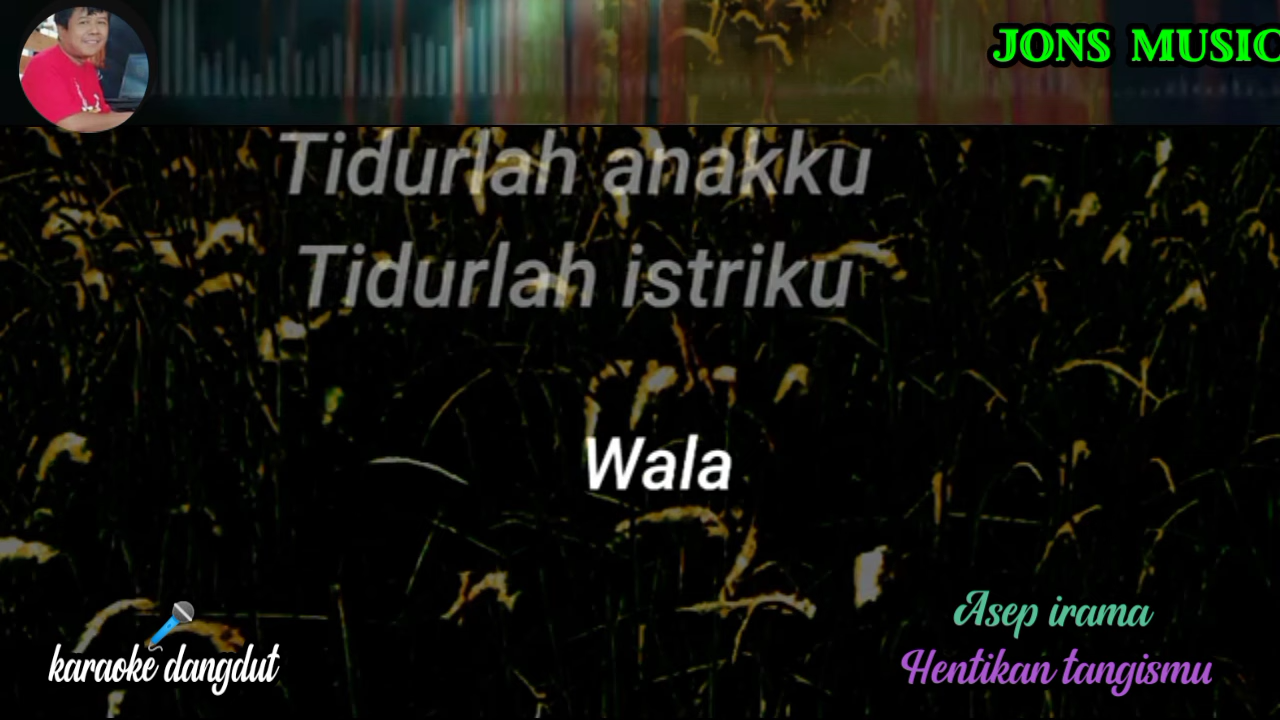 JONS MUSIC
Tidurlah anakku
Tidurlah istriku
Wala
karaoke dangdut
Asep irama
Hentikan tangismu